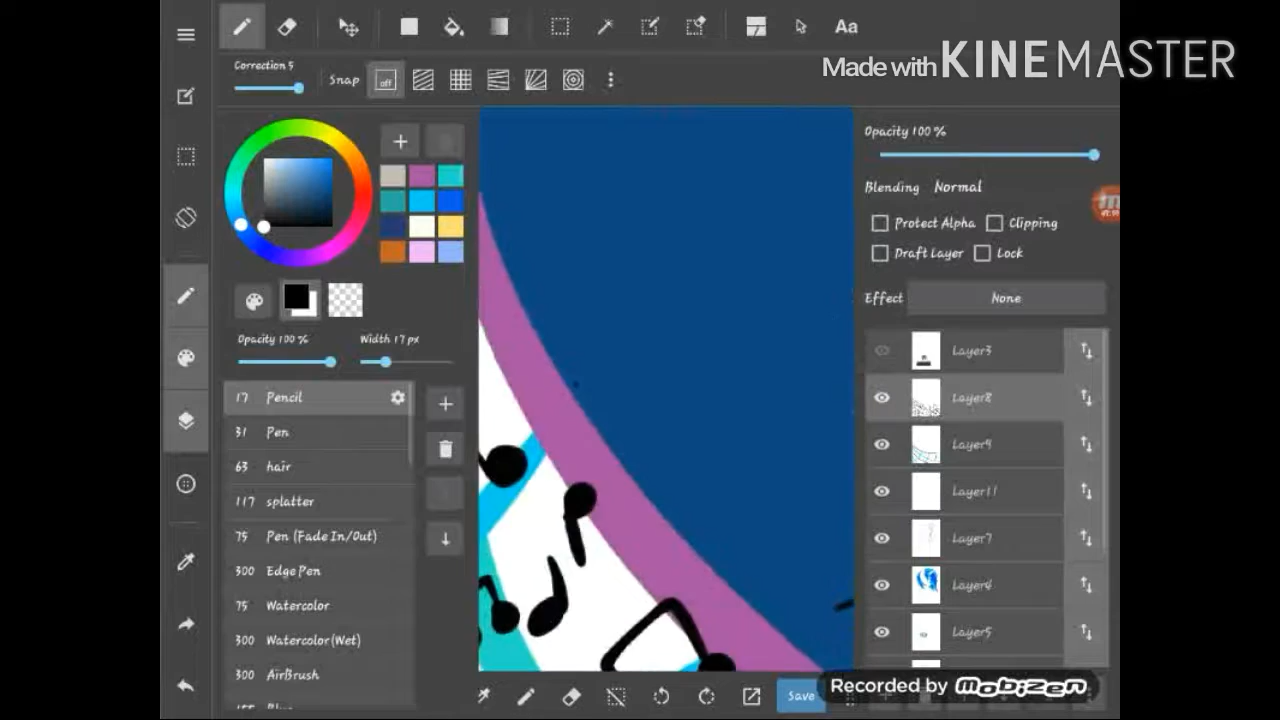 Aa
Made with KINEMASTER
Correction 5
Snap
off
Opacity 100 %
Blending Normal
Protect Alpha
Clipping
Draft Layer
Lock
Effect None
Opacity 100 %
Width 17 px
17 Pencil
31 Pen
63 hair
117 splatter
75 Pen (Fade In/Out)
300 Edge Pen
75 Watercolor
300 Watercolor (Wet)
300 AirBrush
Layer3
Layer8
Layer9
Layer11
Layer7
Layer4
Layer5
Save
Recorded by mobizen